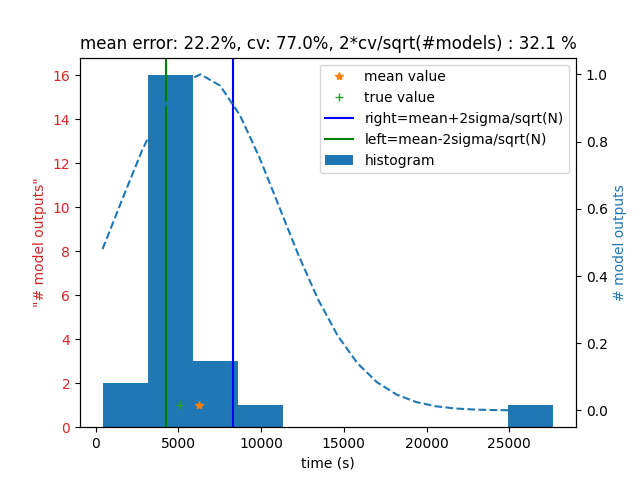 mean error: 22.2%, cv: 77.0%, 2*cv/sqrt(#models) : 32.1 %
mean value
true value
right=mean+2sigma/sqrt(N)
left=mean-2sigma/sqrt(N)
histogram
"# model outputs"
16
14
12
10
8
6
4
2
0
1.0
0.8
0.6
0.4
0.2
0.0
# model outputs
0
5000
10000
15000
20000
25000
time (s)